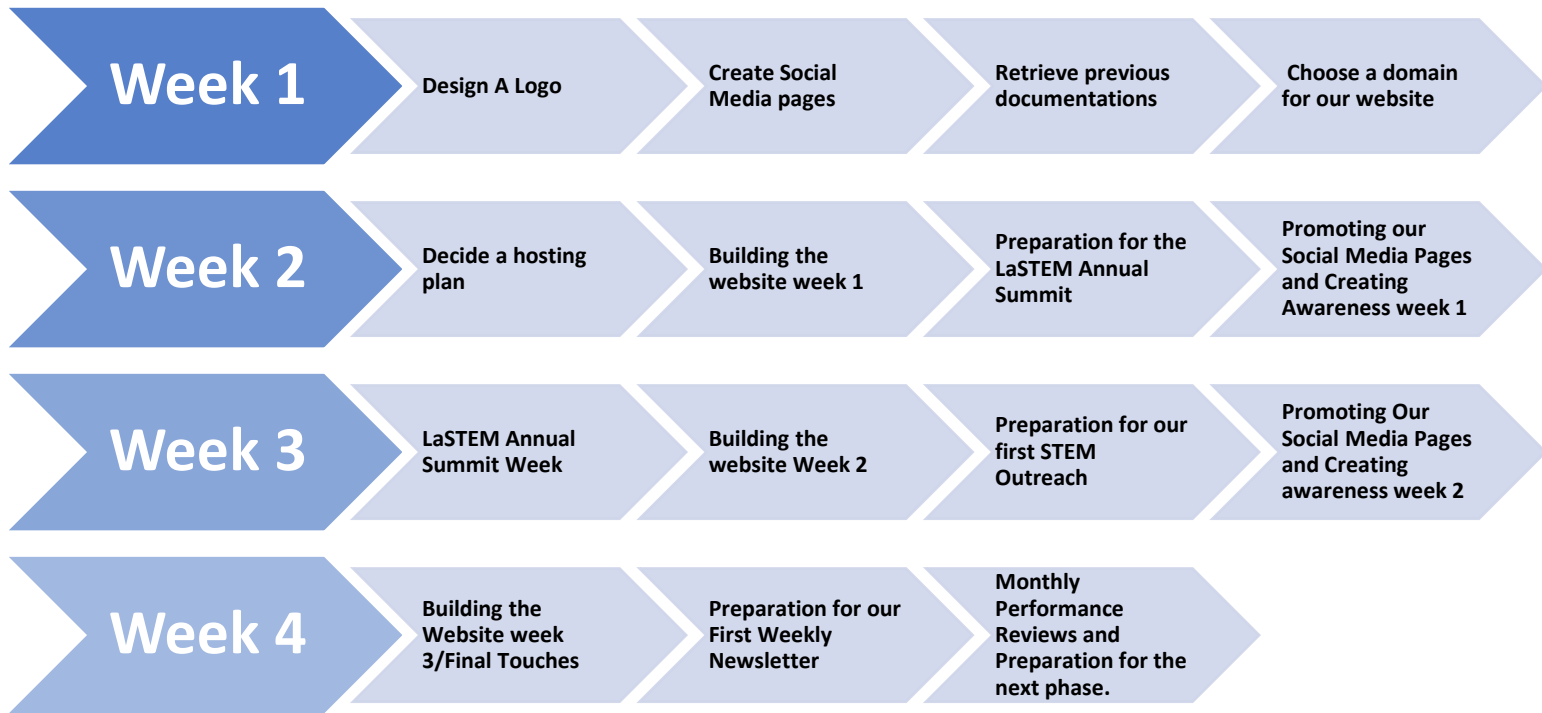 Week 1
Design A Logo
Create Social
Media pages
Retrieve previous
documentations
Choose a domain
for our website
Week 2
Decide a hosting
plan
Building the
website week 1
Preparation for the
LaSTEM Annual
Summit
Promoting our
Social Media Pages
and Creating
Awareness week 1
Week 3
LaSTEM Annual
Summit Week
Building the
website Week 2
Preparation for our
first STEM
Outreach
Promoting Our
Social Media Pages
and Creating
awareness week 2
Week 4
Building the
Website week
3/Final Touches
Preparation for our
First Weekly
Newsletter
Monthly
Performance
Reviews and
Preparation for the
next phase.